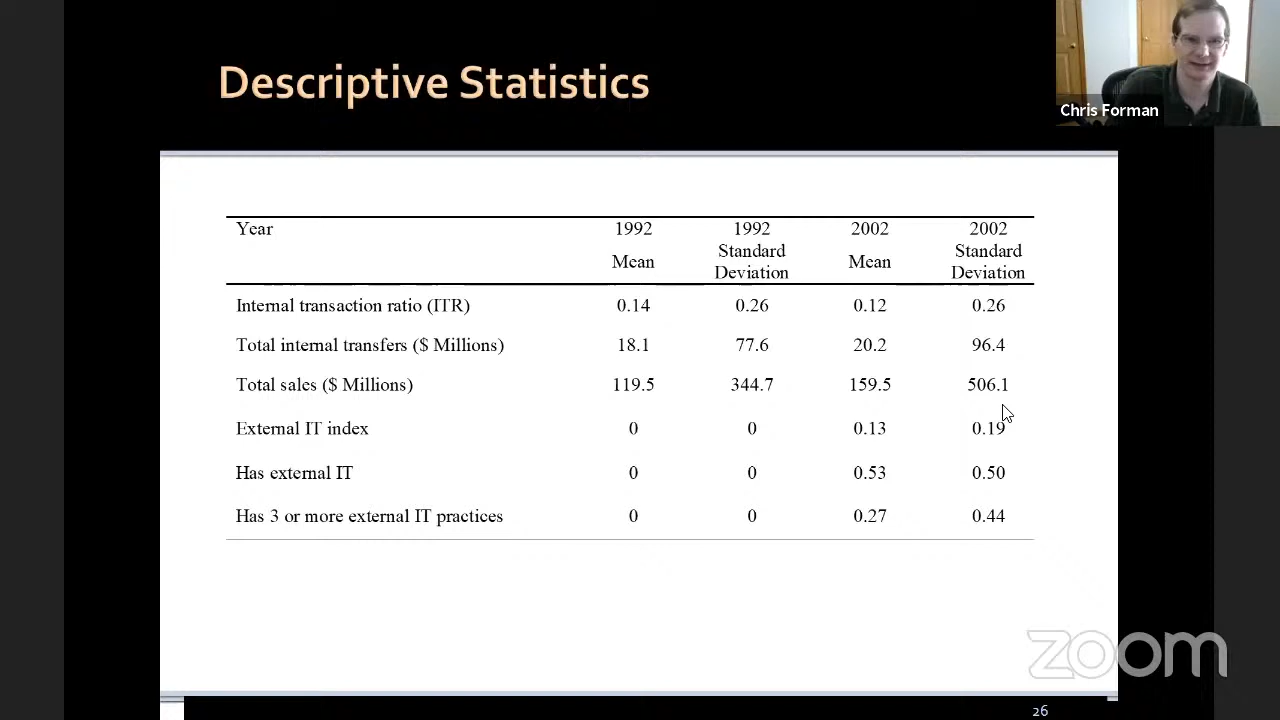 Descriptive Statistics
Chris Forman
Year 1992 1992 2002 2002
Mean Standard Deviation Mean Standard Deviation
Internal transaction ratio (ITR) 0.14 0.26 0.12 0.26
Total internal transfers ($ Millions) 18.1 77.6 20.2 96.4
Total sales ($ Millions) 119.5 344.7 159.5 506.1
External IT index 0 0 0.13 0.19
Has external IT 0 0 0.53 0.50
Has 3 or more external IT practices 0 0 0.27 0.44
zoom
26